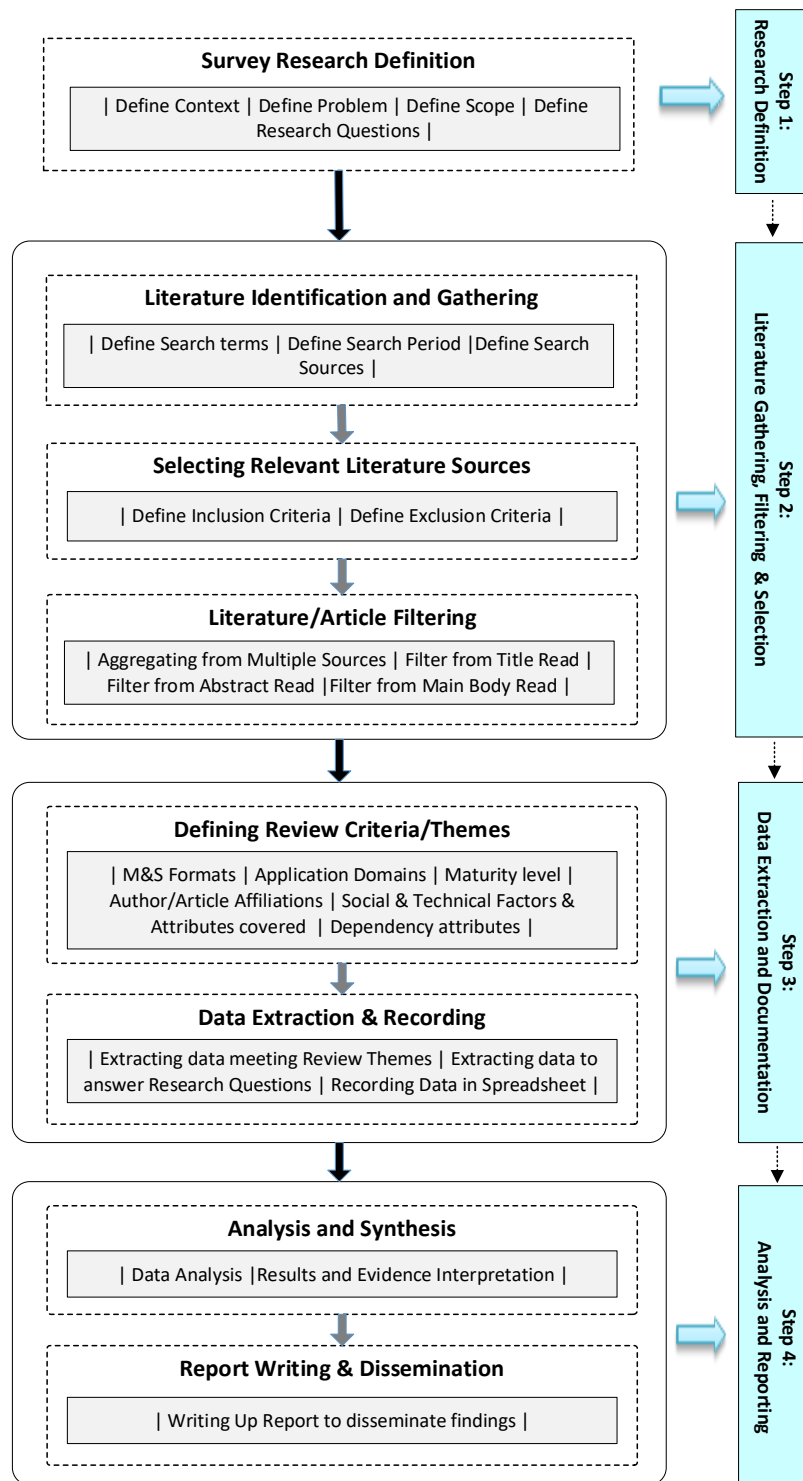 Survey Research Definition
| Define Context | Define Problem | Define Scope | Define
Research Questions |
Step 1:
Research Definition
Literature Identification and Gathering
| Define Search terms | Define Search Period |Define Search
Sources |
Selecting Relevant Literature Sources
| Define Inclusion Criteria | Define Exclusion Criteria |
Literature/Article Filtering
| Aggregating from Multiple Sources | Filter from Title Read |
Filter from Abstract Read |Filter from Main Body Read |
Step 2:
Literature Gathering, Filtering & Selection
Defining Review Criteria/Themes
| M&S Formats | Application Domains | Maturity level |
Author/Article Affiliations | Social & Technical Factors &
Attributes covered | Dependency attributes |
Data Extraction & Recording
| Extracting data meeting Review Themes | Extracting data to
answer Research Questions | Recording Data in Spreadsheet |
Step 3:
Data Extraction and Documentation
Analysis and Synthesis
| Data Analysis |Results and Evidence Interpretation |
Report Writing & Dissemination
| Writing Up Report to disseminate findings |
Step 4:
Analysis and Reporting